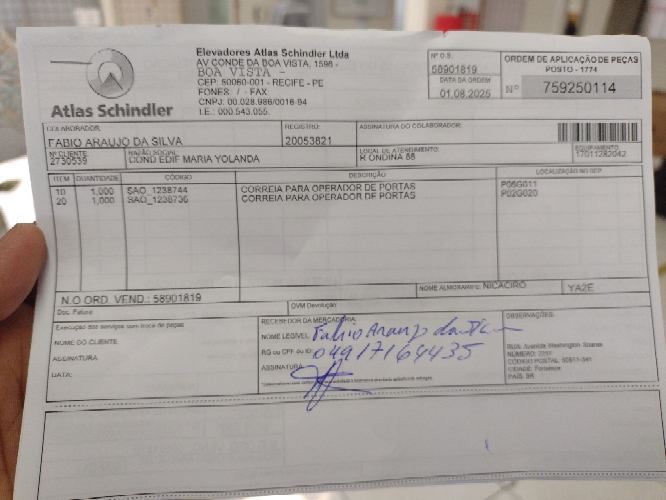 Elevadores Atlas Schindler Ltda
AV CONDE DA BOA VISTA, 1596 -
BOA VISTA -
CEP: 50060-001 - RECIFE - PE
FONES: / - FAX:
CNPJ: 00.028.986/0016-94
I.E.: 000.543.055.
Atlas Schindler
Nº O.S.
58901819
DATA DA ORDEM
01.08.2025
ORDEM DE APLICAÇÃO DE PEÇAS
POSTO - 1774
Nº 759250114
COLABORADOR:
FABIO ARAUJO DA SILVA
REGISTRO:
20053821
ASSINATURA DO COLABORADOR:
Nº CLIENTE:
2730539
RAZÃO SOCIAL:
COND EDIF MARIA YOLANDA
LOCAL DE ATENDIMENTO:
R ONDINA 88
EQUIPAMENTO:
17011282042
ITEM QUANTIDADE CÓDIGO DESCRIÇÃO LOCALIZAÇÃO NO DEP.
10 1,000 SAO_1238744 CORREIA PARA OPERADOR DE PORTAS P06G011
20 1,000 SAO_1238736 CORREIA PARA OPERADOR DE PORTAS P02G020
NOME ALMOXARIFE: NICACIRO YA2E
N.O ORD. VEND.: 58901819
Doc. Fatura:
OVM Devolução:
Execução dos serviços com troca de peças
NOME DO CLIENTE:
ASSINATURA:
DATA:
RECEBEDOR DA MERCADORIA:
NOME LEGÍVEL: Fabio Araujo da
RG ou CPF ou ID: 04917164435
ASSINATURA:
OBSERVAÇÕES:
RUA: Avenida Washington Soares
CÓDIGO POSTAL: 60811-341
CIDADE: Fortaleza
PAÍS: BR